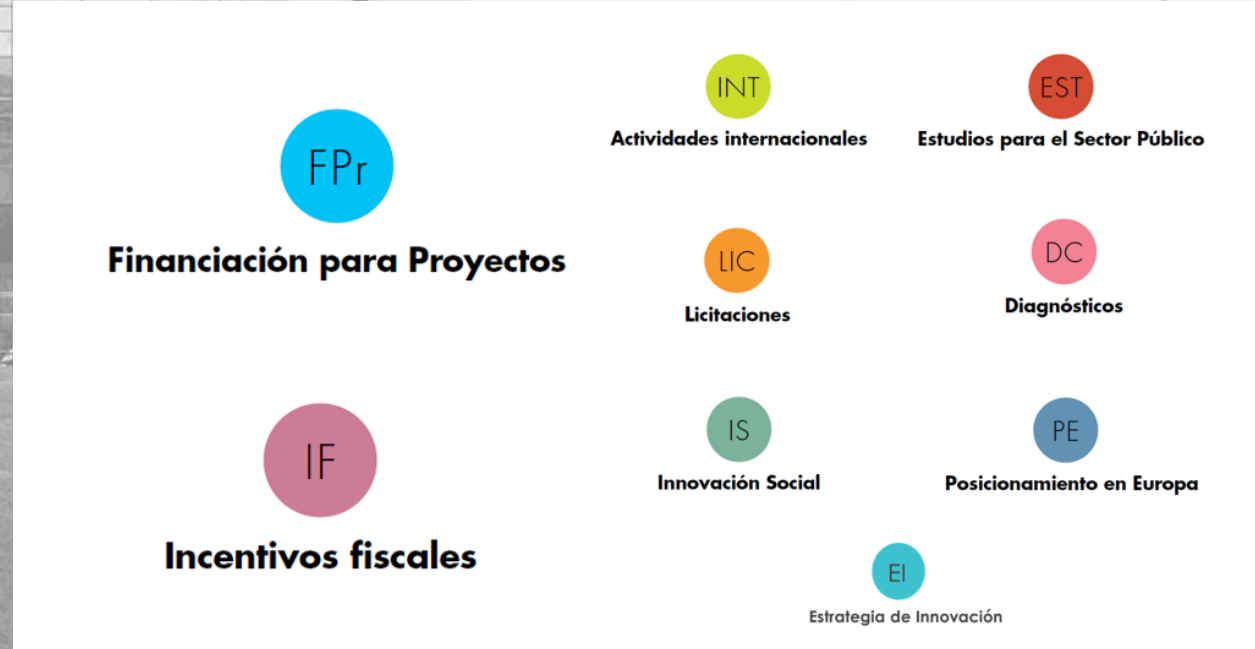 FPr
Financiación para Proyectos
IF
Incentivos fiscales
INT
Actividades internacionales
EST
Estudios para el Sector Público
LIC
Licitaciones
DC
Diagnósticos
IS
Innovación Social
PE
Posicionamiento en Europa
EI
Estrategia de Innovación